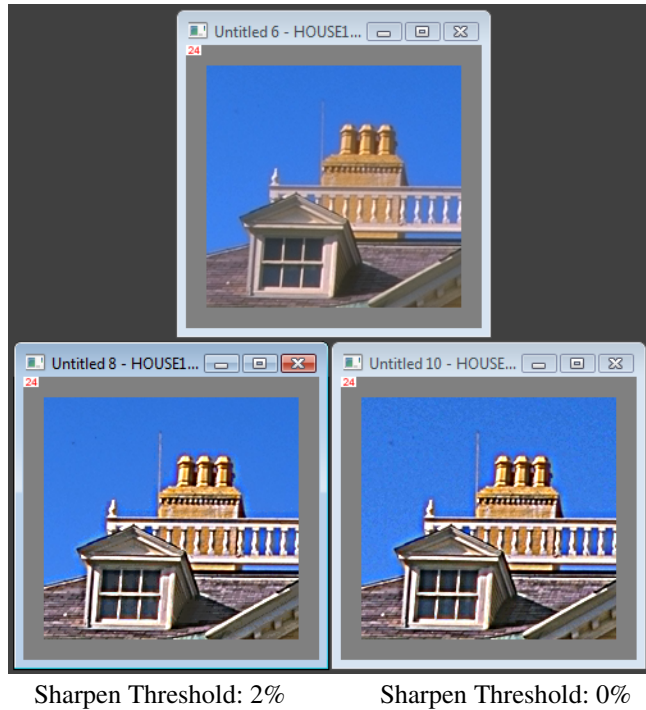 Untitled 6 - HOUSE1...
24
Untitled 8 - HOUSE1...
24
Untitled 10 - HOUSE...
24
Sharpen Threshold: 2%
Sharpen Threshold: 0%